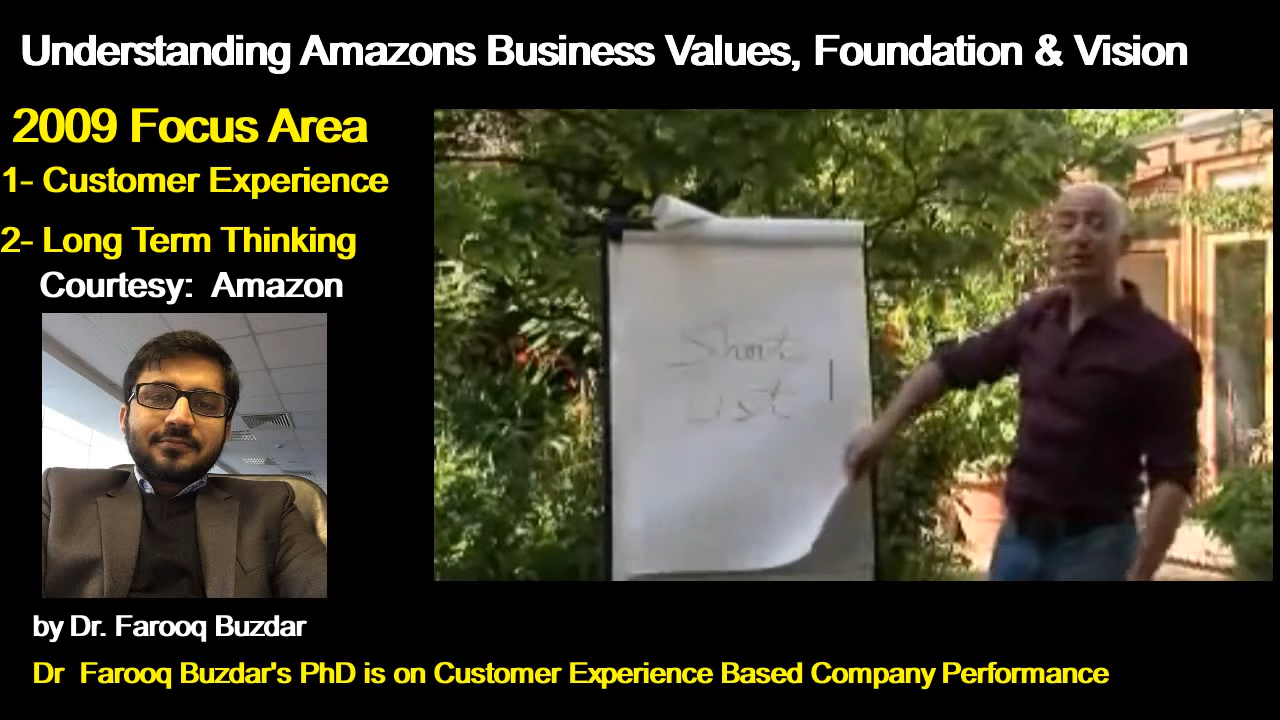 Understanding Amazons Business Values, Foundation & Vision
2009 Focus Area
1- Customer Experience
2- Long Term Thinking
Courtesy: Amazon
Short
List
by Dr. Farooq Buzdar
Dr Farooq Buzdar's PhD is on Customer Experience Based Company Performance